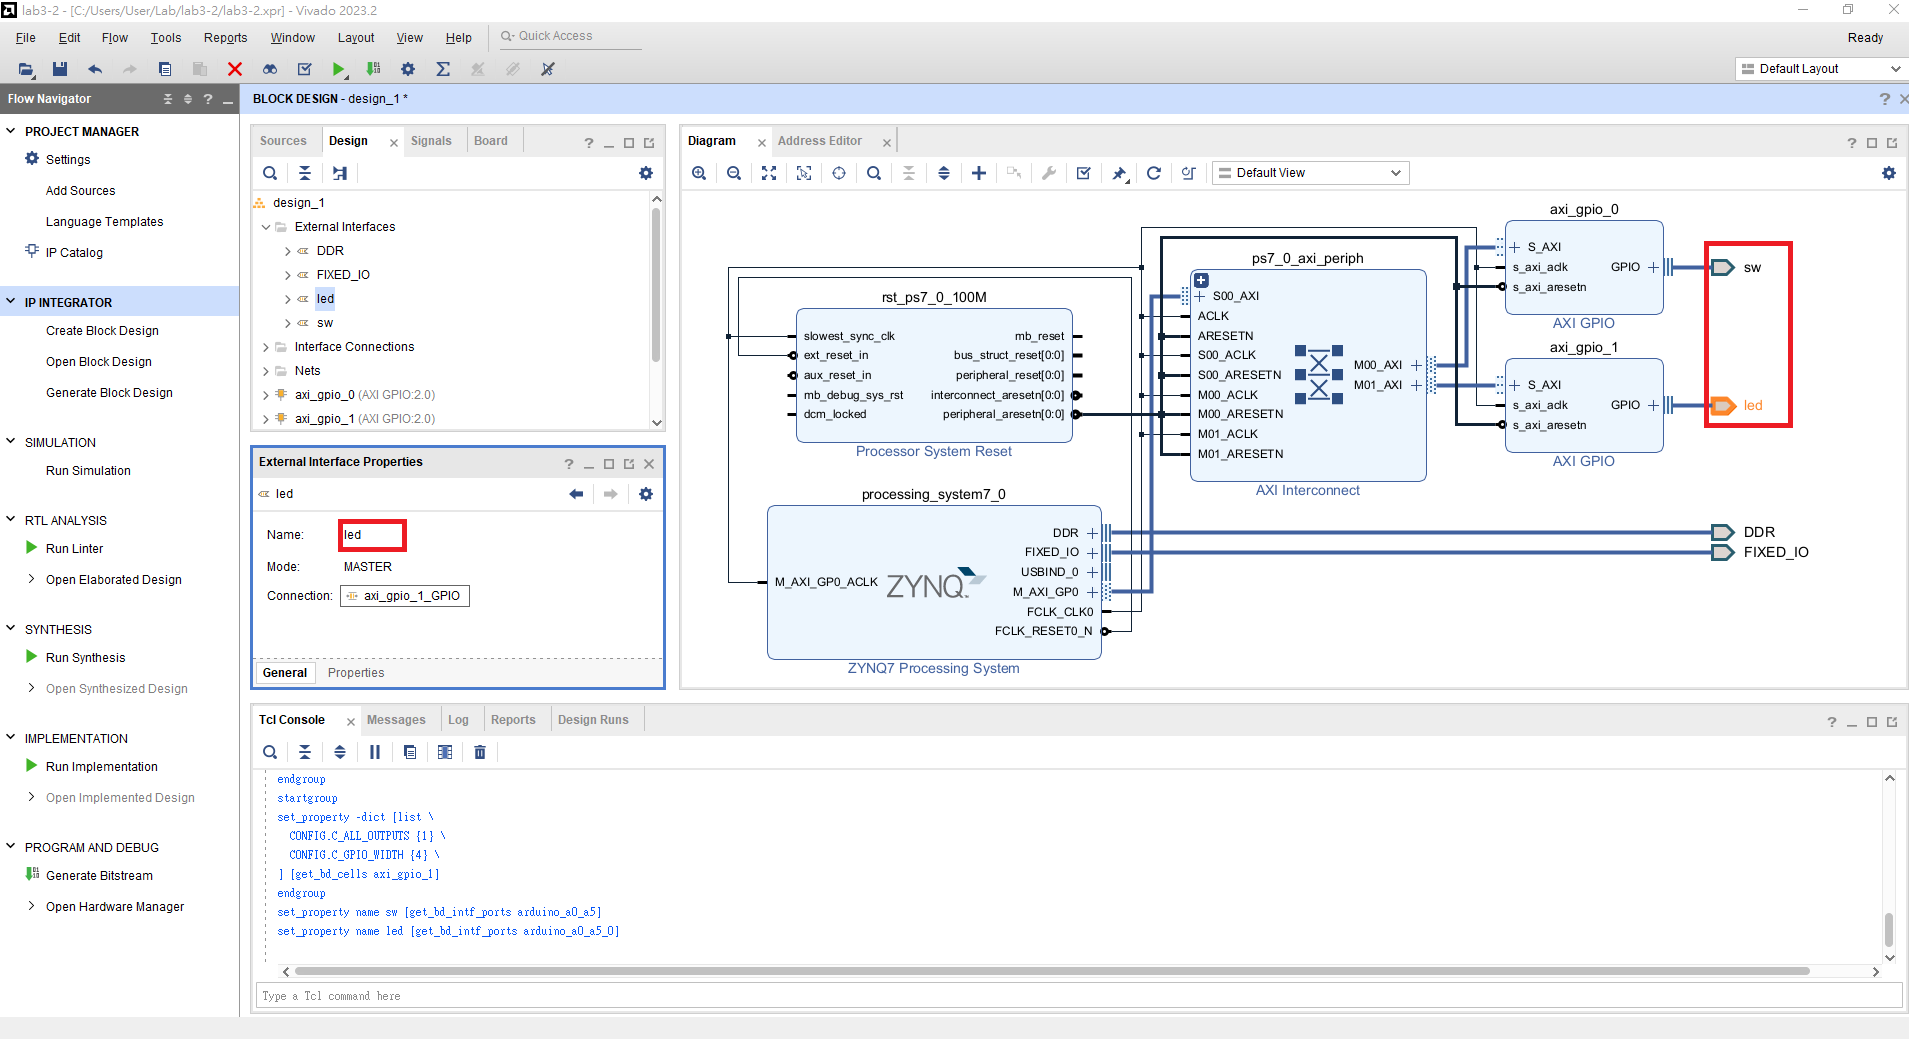 lab3-2 - [C:/Users/User/Lab/lab3-2/lab3-2.xpr] - Vivado 2023.2
File Edit Flow Tools Reports Window Layout View Help Quick Access
Ready
Default Layout
Flow Navigator
PROJECT MANAGER
Settings
Add Sources
Language Templates
IP Catalog
IP INTEGRATOR
Create Block Design
Open Block Design
Generate Block Design
SIMULATION
Run Simulation
RTL ANALYSIS
Run Linter
Open Elaborated Design
SYNTHESIS
Run Synthesis
Open Synthesized Design
IMPLEMENTATION
Run Implementation
Open Implemented Design
PROGRAM AND DEBUG
Generate Bitstream
Open Hardware Manager
BLOCK DESIGN - design_1 *
Sources Design Signals Board
design_1
External Interfaces
DDR
FIXED_IO
led
sw
Interface Connections
Nets
axi_gpio_0 (AXI GPIO:2.0)
axi_gpio_1 (AXI GPIO:2.0)
External Interface Properties
led
Name: led
Mode: MASTER
Connection: axi_gpio_1_GPIO
General Properties
Diagram Address Editor
Default View
rst_ps7_0_100M
slowest_sync_clk
ext_reset_in
aux_reset_in
mb_debug_sys_rst
dcm_locked
mb_reset
bus_struct_reset[0:0]
peripheral_reset[0:0]
interconnect_aresetn[0:0]
peripheral_aresetn[0:0]
Processor System Reset
processing_system7_0
M_AXI_GP0_ACLK
ZYNQ
DDR
FIXED_IO
USBIND_0
M_AXI_GP0
FCLK_CLK0
FCLK_RESET0_N
ZYNQ7 Processing System
ps7_0_axi_periph
S00_AXI
ACLK
ARESETN
S00_ACLK
S00_ARESETN
M00_ACLK
M00_ARESETN
M01_ACLK
M01_ARESETN
M00_AXI
M01_AXI
AXI Interconnect
axi_gpio_0
S_AXI
s_axi_aclk
s_axi_aresetn
GPIO
AXI GPIO
axi_gpio_1
S_AXI
s_axi_aclk
s_axi_aresetn
GPIO
AXI GPIO
sw
led
DDR
FIXED_IO
Tcl Console Messages Log Reports Design Runs
endgroup
startgroup
set_property -dict [list \
CONFIG.C_ALL_OUTPUTS {1} \
CONFIG.C_GPIO_WIDTH {4} \
] [get_bd_cells axi_gpio_1]
endgroup
set_property name sw [get_bd_intf_ports arduino_a0_a5]
set_property name led [get_bd_intf_ports arduino_a0_a5_0]
Type a Tcl command here